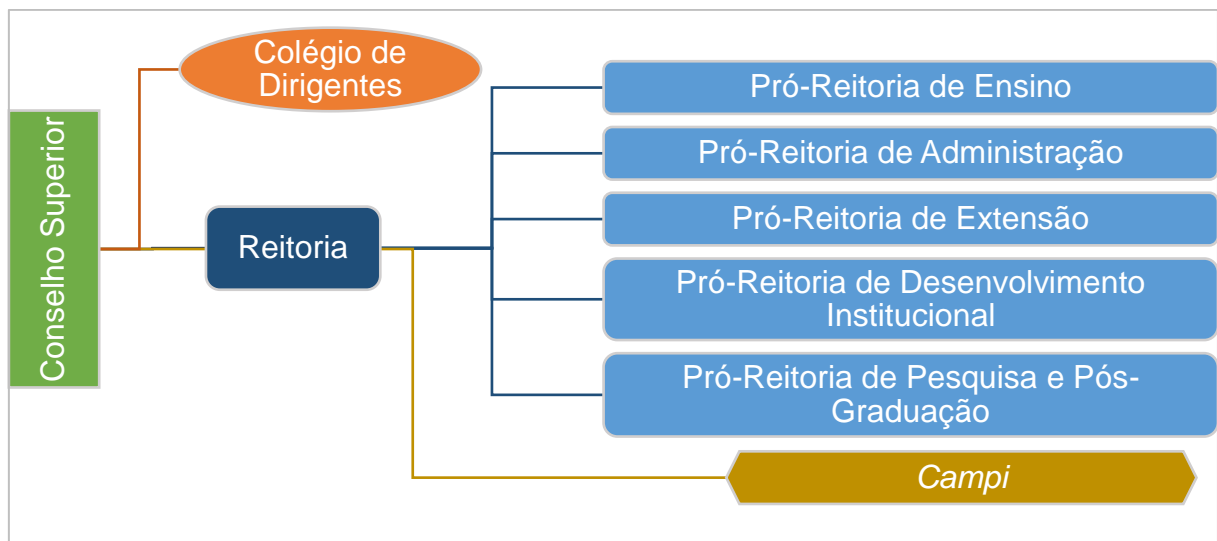 Colégio de
Dirigentes
Conselho Superior
Reitoria
Pró-Reitoria de Ensino
Pró-Reitoria de Administração
Pró-Reitoria de Extensão
Pró-Reitoria de Desenvolvimento
Institucional
Pró-Reitoria de Pesquisa e Pós-
Graduação
Campi